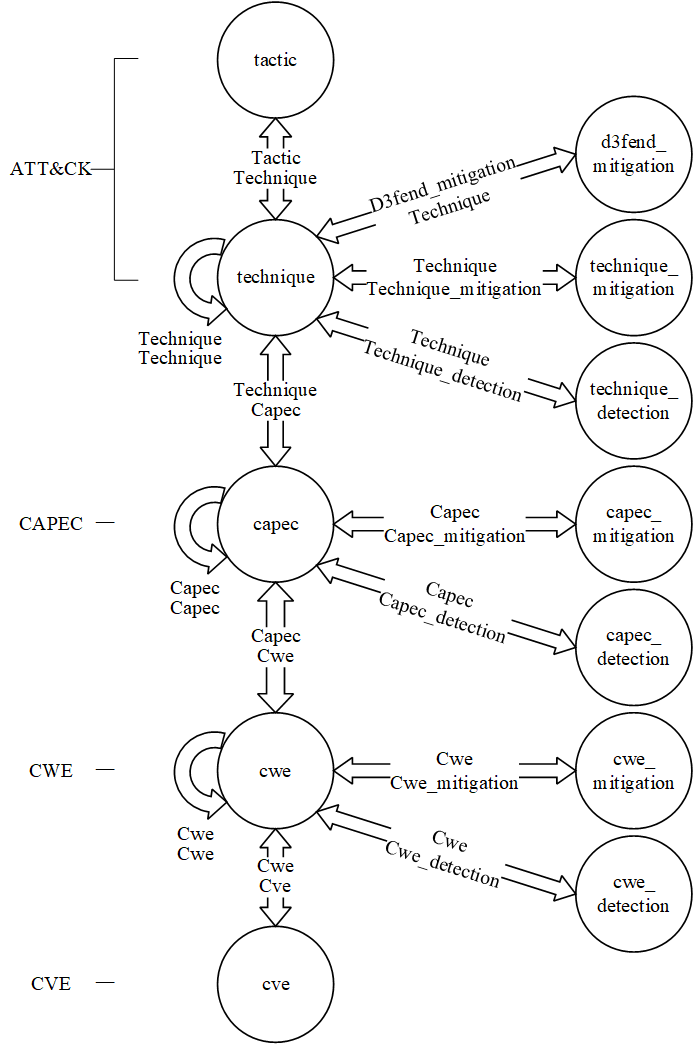 tactic
ATT&CK
Tactic
Technique
D3fend_mitigation
Technique
d3fend_
mitigation
technique
Technique
Technique_mitigation
technique_
mitigation
Technique
Technique
Technique
Technique_detection
technique_
detection
Technique
Capec
CAPEC
capec
Capec
Capec_mitigation
capec_
mitigation
Capec
Capec
Capec
Capec_detection
capec_
detection
Capec
Cwe
CWE
cwe
Cwe
Cwe_mitigation
cwe_
mitigation
Cwe
Cwe
Cwe
Cwe_detection
cwe_
detection
Cwe
Cve
CVE
cve